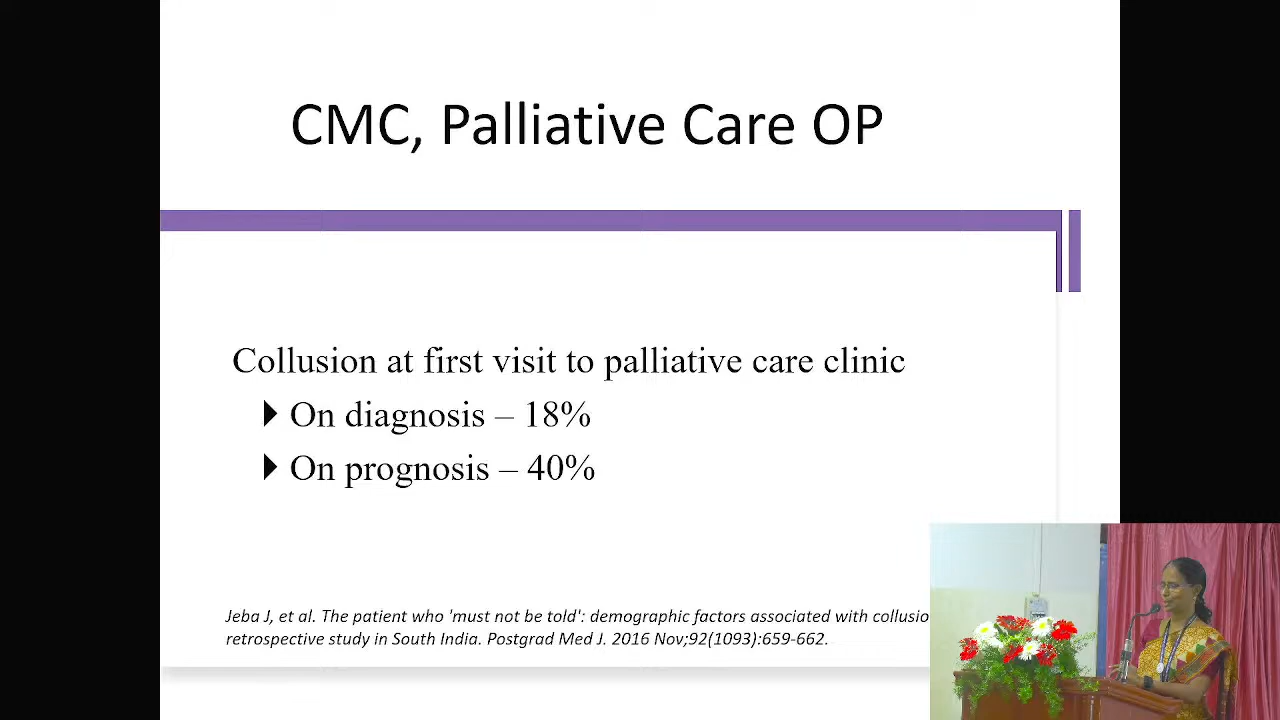 CMC, Palliative Care OP
Collusion at first visit to palliative care clinic
On diagnosis – 18%
On prognosis – 40%
Jeba J, et al. The patient who 'must not be told': demographic factors associated with
retrospective study in South India. Postgrad Med J. 2016 Nov;92(1093):659-662.